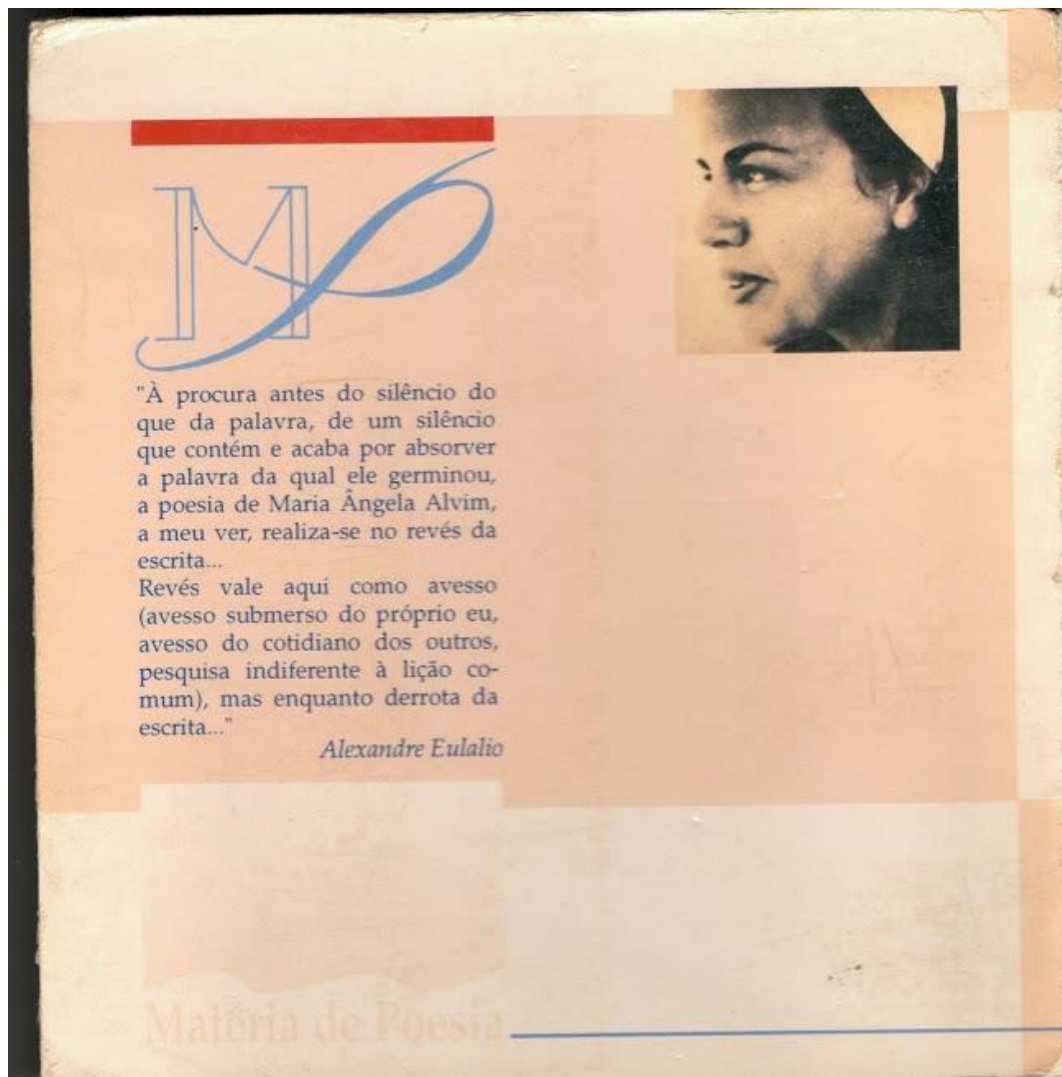 MP
"À procura antes do silêncio do
que da palavra, de um silêncio
que contém e acaba por absorver
a palavra da qual ele germinou,
a poesia de Maria Ângela Alvim,
a meu ver, realiza-se no revés da
escrita...
Revés vale aqui como avesso
(avesso submerso do próprio eu,
avesso do cotidiano dos outros,
pesquisa indiferente à lição co-
mum), mas enquanto derrota da
escrita..."
Alexandre Eulalio
Matéria de Poesia